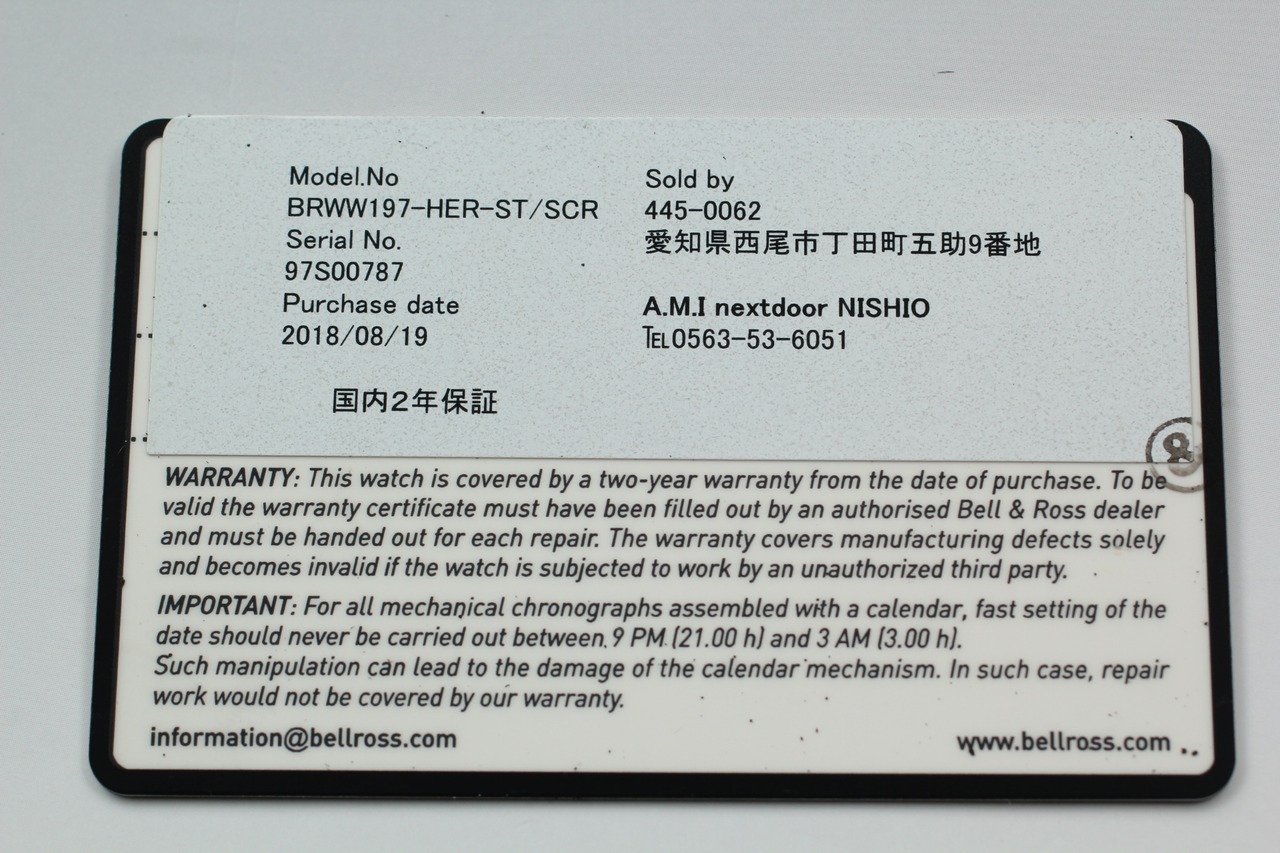 Model.No
BRWW197-HER-ST/SCR
Serial No.
97S00787
Purchase date
2018/08/19
国内2年保証
Sold by
445-0062
愛知県西尾市丁田町五助9番地
A.M.I nextdoor NISHIO
℡0563-53-6051
WARRANTY: This watch is covered by a two-year warranty from the date of purchase. To be
valid the warranty certificate must have been filled out by an authorised Bell & Ross dealer
and must be handed out for each repair. The warranty covers manufacturing defects solely
and becomes invalid if the watch is subjected to work by an unauthorized third party.
IMPORTANT: For all mechanical chronographs assembled with a calendar, fast setting of the
date should never be carried out between 9 PM (21.00 h) and 3 AM (3.00 h).
Such manipulation can lead to the damage of the calendar mechanism. In such case, repair
work would not be covered by our warranty.
information@bellross.com
www.bellross.com